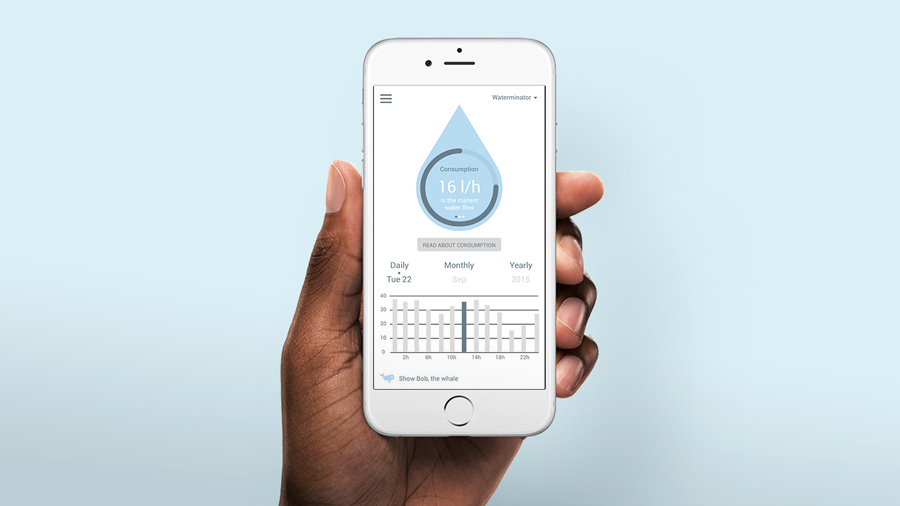 Waterminator
Consumption
16 l/h
is the current
water flow
READ ABOUT CONSUMPTION
Daily Monthly Yearly
Tue 22 Sep 2015
40
30
20
10
0
2h 6h 10h 14h 18h 22h
Show Bob, the whale